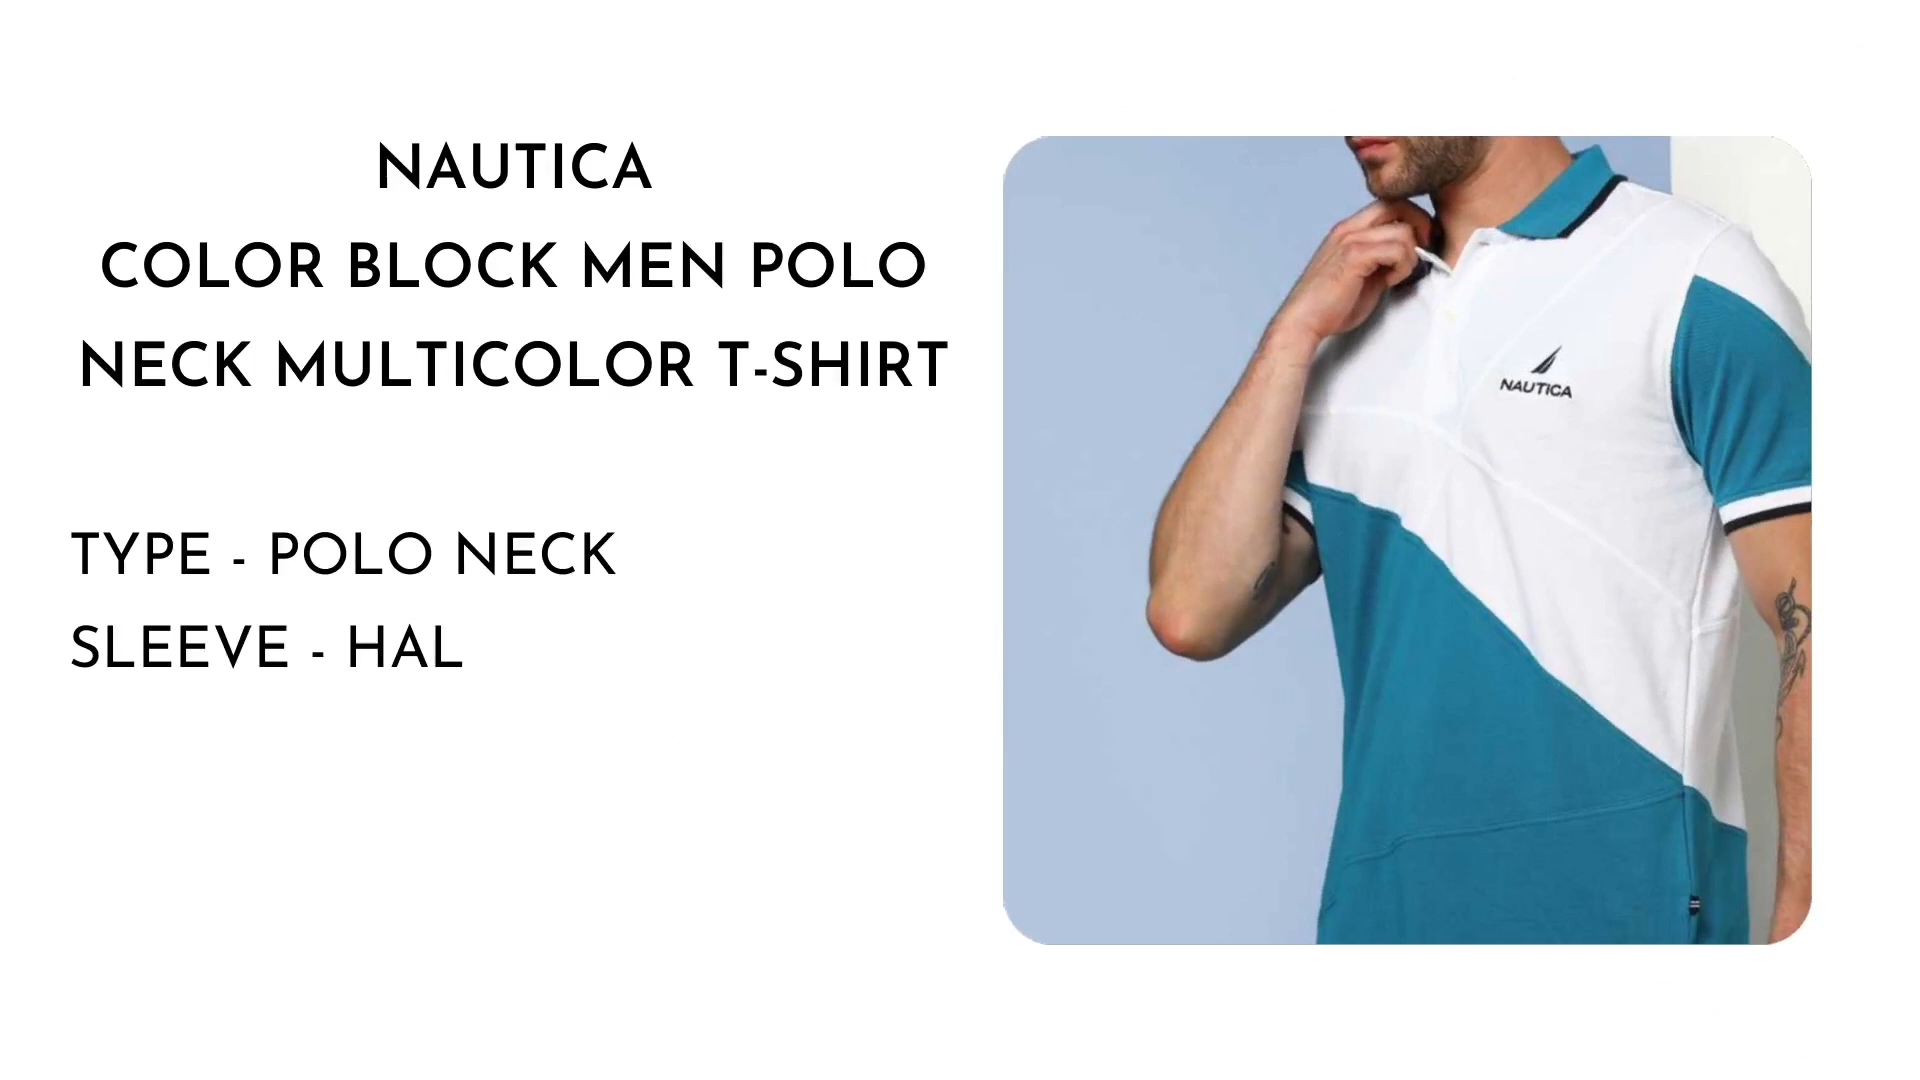 NAUTICA
COLOR BLOCK MEN POLO
NECK MULTICOLOR T-SHIRT
TYPE - POLO NECK
SLEEVE - HAL
NAUTICA